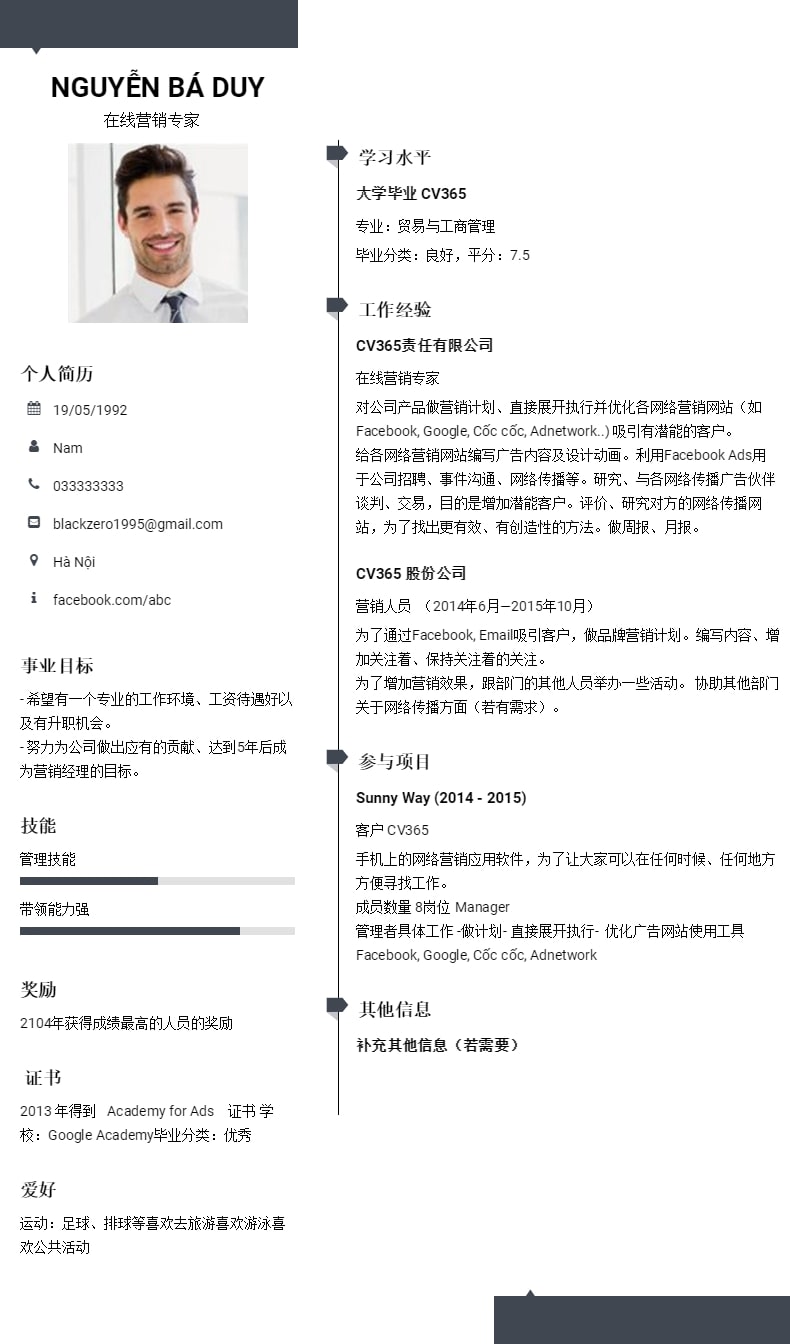 NGUYỄN BÁ DUY
在线营销专家
个人简历
19/05/1992
Nam
033333333
blackzero1995@gmail.com
Hà Nội
facebook.com/abc
事业目标
- 希望有一个专业的工作环境、工资待遇好以
及有升职机会。
- 努力为公司做出应有的贡献、达到5年后成
为营销经理的目标。
技能
管理技能
带领能力强
奖励
2104年获得成绩最高的人员的奖励
证书
2013 年得到 Academy for Ads 证书 学
校：Google Academy毕业分类：优秀
爱好
运动：足球、排球等喜欢去旅游喜欢游泳喜
欢公共活动
学习水平
大学毕业 CV365
专业：贸易与工商管理
毕业分类：良好，平分：7.5
工作经验
CV365责任有限公司
在线营销专家
对公司产品做营销计划、直接展开执行并优化各网络营销网站（如
Facebook, Google, Cốc cốc, Adnetwork..) 吸引有潜能的客户。
给各网络营销网站编写广告内容及设计动画。利用Facebook Ads用
于公司招聘、事件沟通、网络传播等。研究、与各网络传播广告伙伴
谈判、交易，目的是增加潜能客户。评价、研究对方的网络传播网
站，为了找出更有效、有创造性的方法。做周报、月报。
CV365 股份公司
营销人员 （2014年6月—2015年10月）
为了通过Facebook, Email吸引客户，做品牌营销计划。编写内容、增
加关注着、保持关注着的关注。
为了增加营销效果，跟部门的其他人员举办一些活动。 协助其他部门
关于网络传播方面（若有需求）。
参与项目
Sunny Way (2014 - 2015)
客户 CV365
手机上的网络营销应用软件，为了让大家可以在任何时候、任何地方
方便寻找工作。
成员数量 8岗位 Manager
管理者具体工作 -做计划- 直接展开执行- 优化广告网站使用工具
Facebook, Google, Cốc cốc, Adnetwork
其他信息
补充其他信息（若需要）